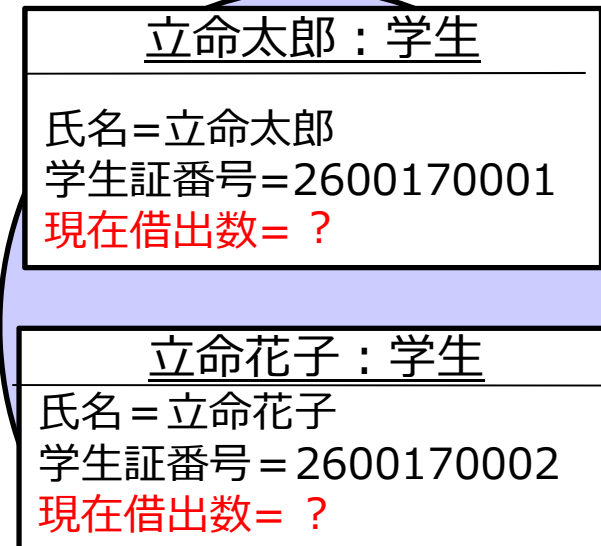 立命太郎：学生
氏名=立命太郎
学生証番号=2600170001
現在借出数=？
立命花子：学生
氏名＝立命花子
学生証番号＝2600170002
現在借出数=？